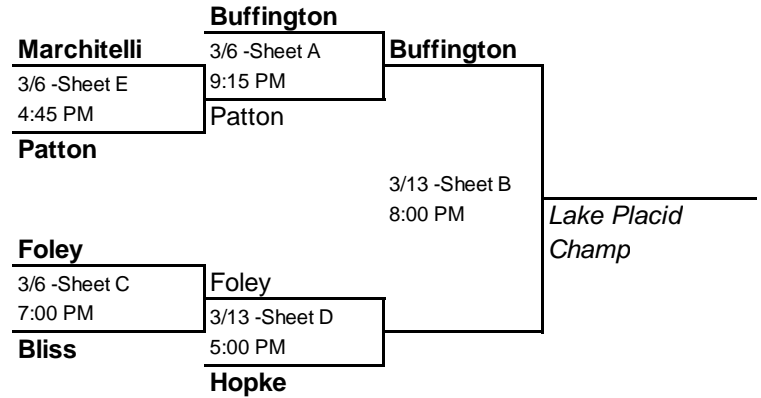 Buffington
Marchitelli
3/6 -Sheet A
Buffington
3/6 -Sheet E
9:15 PM
4:45 PM
Patton
Patton
3/13 -Sheet B
8:00 PM
Lake Placid
Champ
Foley
3/6 -Sheet C
Foley
7:00 PM
3/13 -Sheet D
Bliss
5:00 PM
Hopke